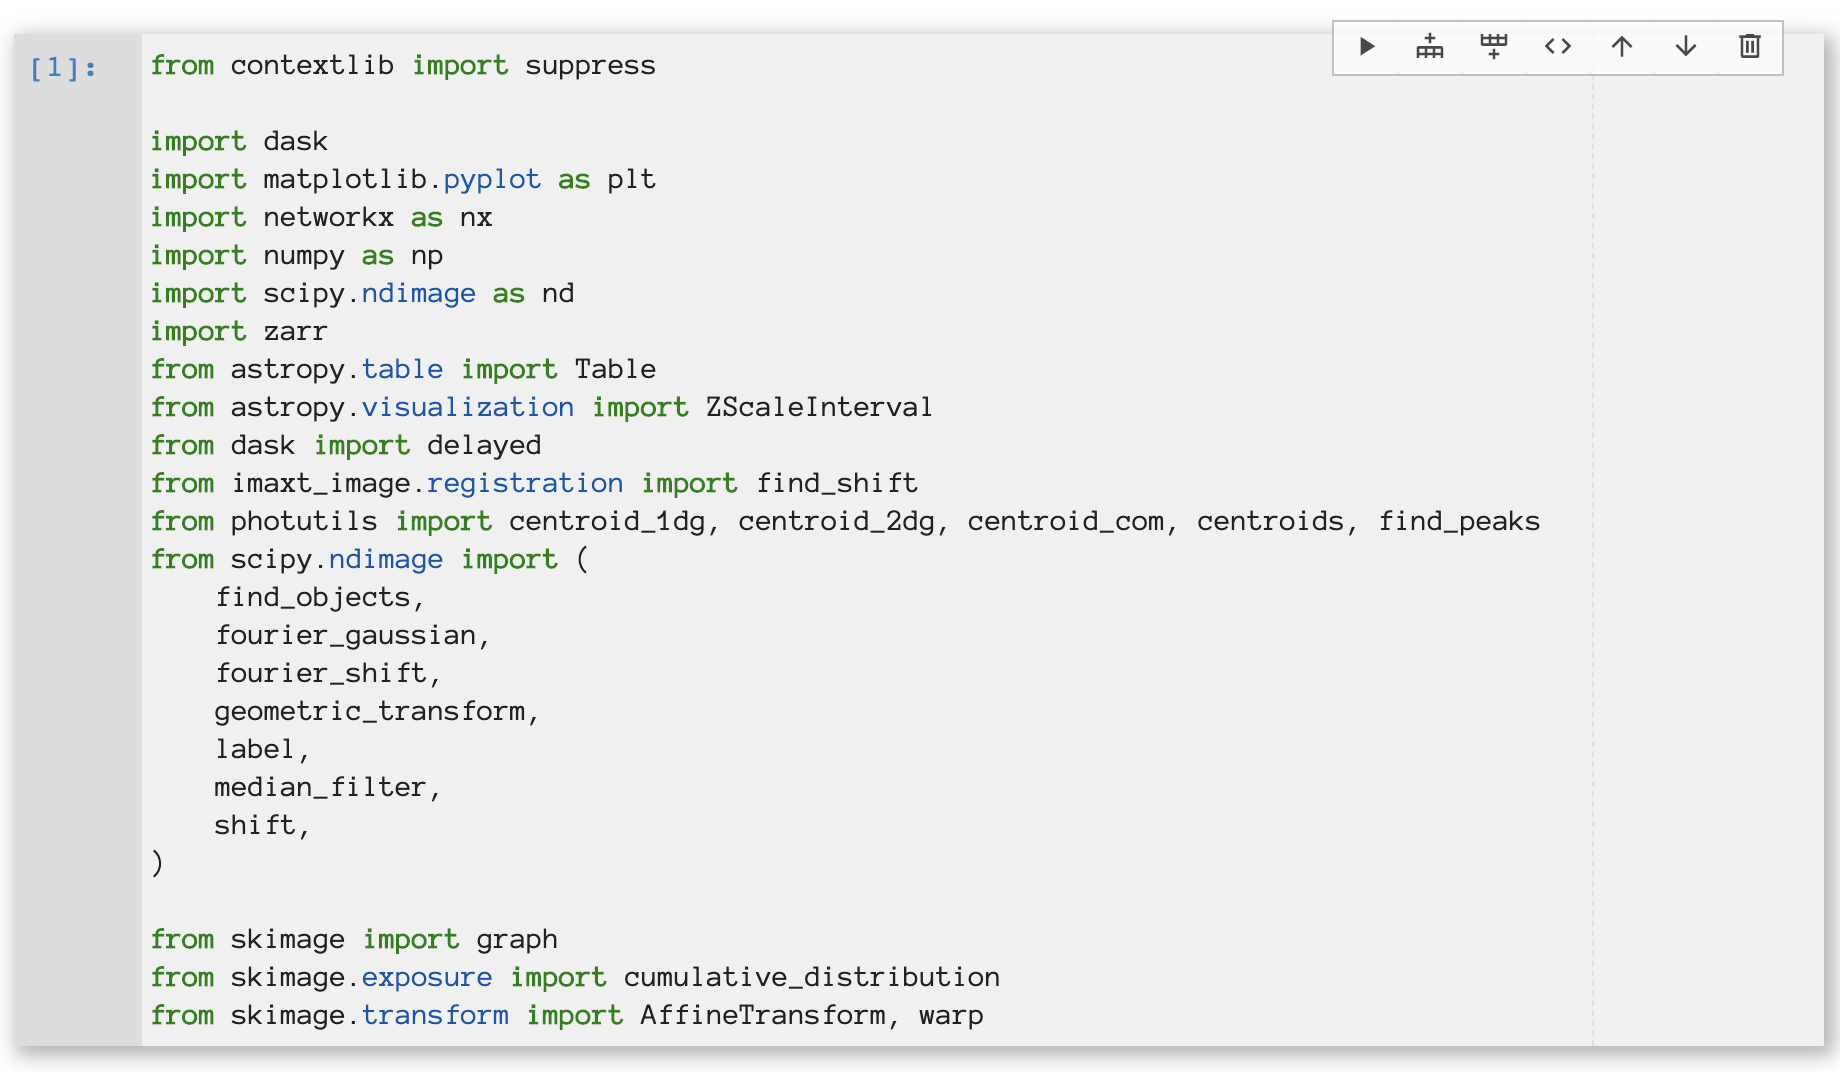 [1]:
from contextlib import suppress

import dask
import matplotlib.pyplot as plt
import networkx as nx
import numpy as np
import scipy.ndimage as nd
import zarr
from astropy.table import Table
from astropy.visualization import ZScaleInterval
from dask import delayed
from imaxt_image.registration import find_shift
from photutils import centroid_1dg, centroid_2dg, centroid_com, centroids, find_peaks
from scipy.ndimage import (
    find_objects,
    fourier_gaussian,
    fourier_shift,
    geometric_transform,
    label,
    median_filter,
    shift,
)

from skimage import graph
from skimage.exposure import cumulative_distribution
from skimage.transform import AffineTransform, warp